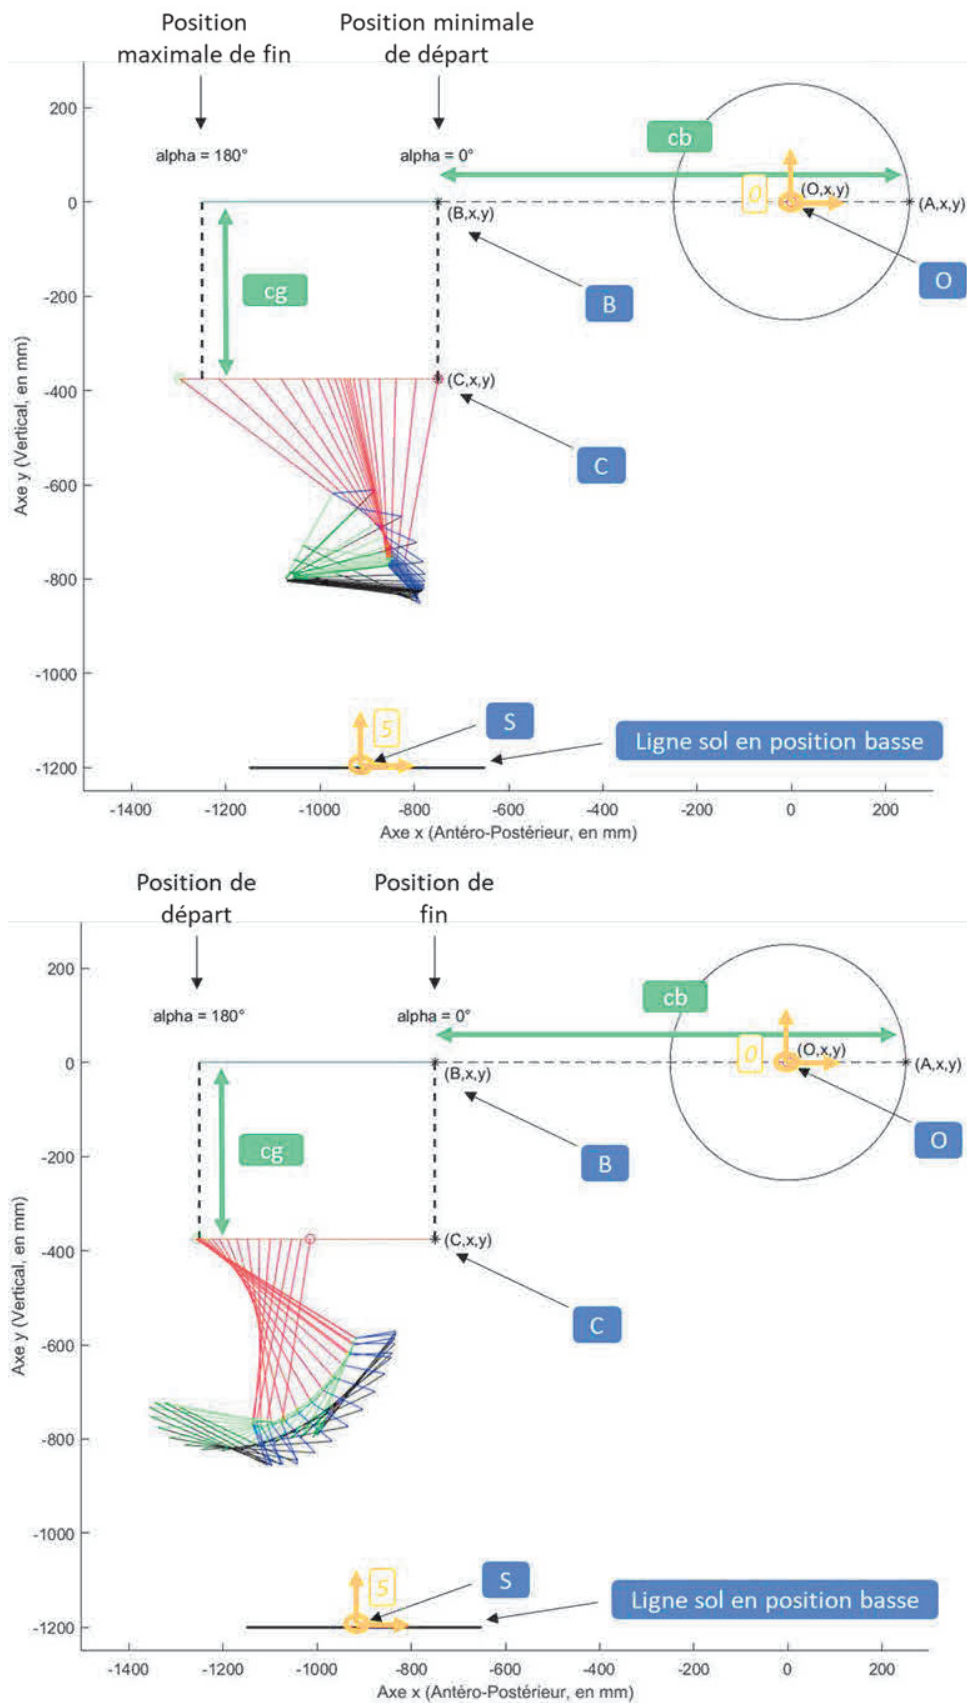 Position
maximale de fin
Position minimale
de départ
200
alpha = 180°
alpha = 0°
cb
0
(O,x,y)
0
(B,x,y)
(A,x,y)
cg
O
-200
B
(C,x,y)
-400
C
-600
-800
-1000
5
S
Ligne sol en position basse
-1200
-1400
-1200
-1000
-800
-600
-400
-200
0
200
Axe x (Antéro-Postérieur, en mm)
Axe y (Vertical, en mm)
Position de
départ
Position de
fin
200
alpha = 180°
alpha = 0°
cb
0
(O,x,y)
0
(B,x,y)
(A,x,y)
cg
O
-200
B
(C,x,y)
-400
C
-600
-800
-1000
5
S
Ligne sol en position basse
-1200
-1400
-1200
-1000
-800
-600
-400
-200
0
200
Axe x (Antéro-Postérieur, en mm)
Axe y (Vertical, en mm)